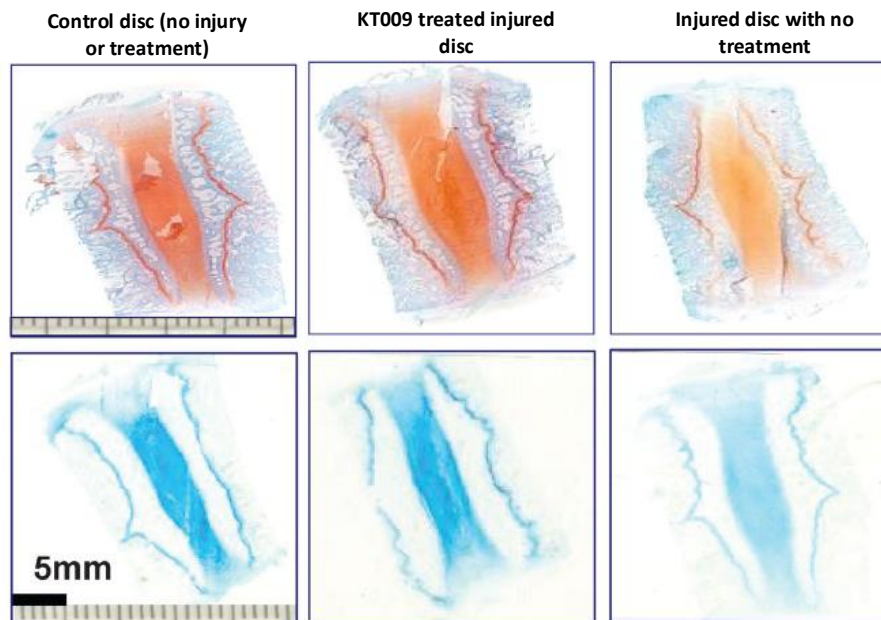 Control disc (no injury
or treatment)
KT009 treated injured
disc
Injured disc with no
treatment
5mm